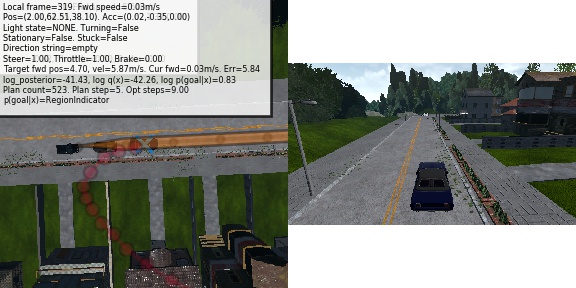 Local frame=319. Fwd speed=0.03m/s
Pos=(2.00,62.51,38.10). Acc=(0.02,-0.35,0.00)
Light state=NONE. Turning=False
Stationary=False. Stuck=False
Direction string=empty
Steer=1.00, Throttle=1.00, Brake=0.00
Target fwd pos=4.70, vel=5.87m/s. Cur fwd=0.03m/s. Err=5.84
log_posterior=-41.43, log q(x)=-42.26, log p(goal|x)=0.83
Plan count=523. Plan step=5. Opt steps=9.00
p(goal|x)=RegionIndicator